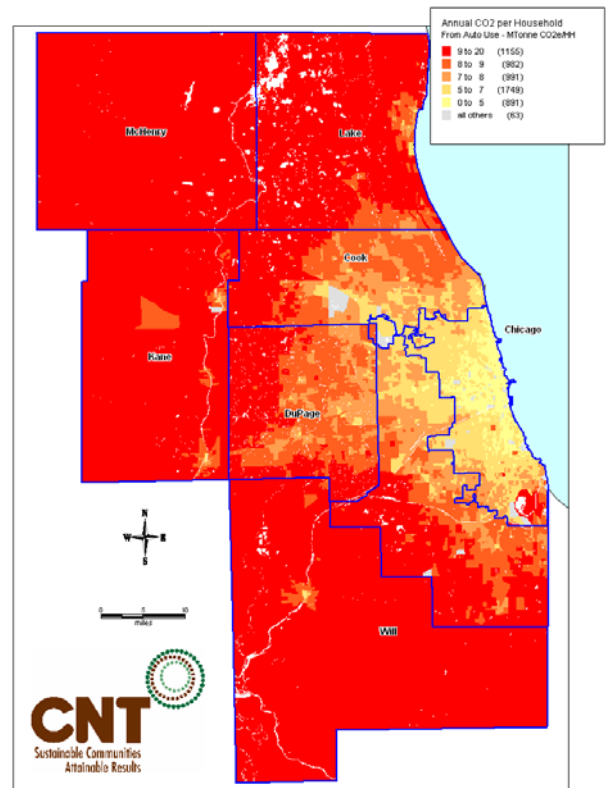 Annual CO2 per Household
From Auto Use - MTonne CO2e/HH
9 to 20 (1155)
8 to 9 (982)
7 to 8 (991)
5 to 7 (1749)
0 to 5 (891)
all others (63)
McHenry
Lake
Cook
Chicago
Kane
DuPage
N
W E
S
0 5 10
miles
Will
CNT
Sustainable Communities
Attainable Results